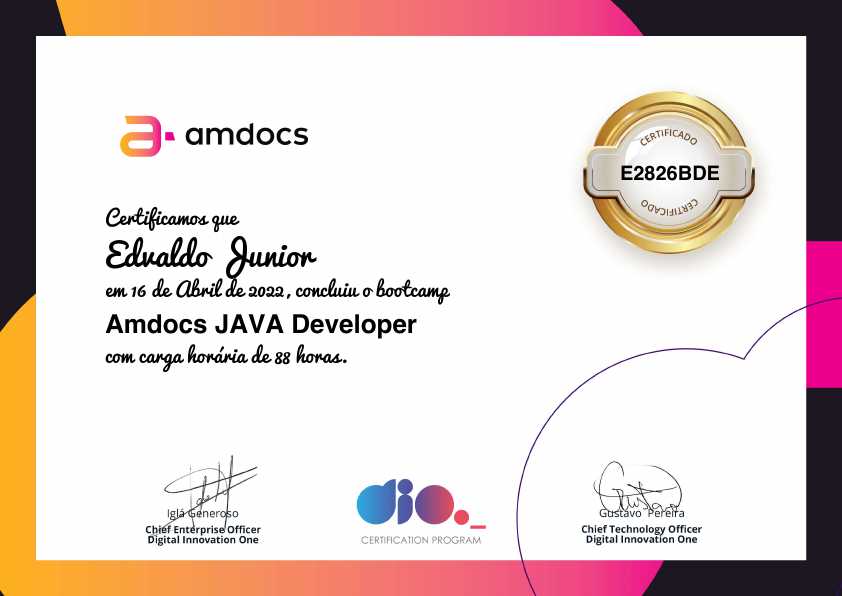 amdocs
CERTIFICADO
E2826BDE
CERTIFICADO
Certificamos que
Edvaldo Junior
em 16 de Abril de 2022, concluiu o bootcamp
Amdocs JAVA Developer
com carga horária de 88 horas.
Iglá Generoso
Chief Enterprise Officer
Digital Innovation One
dio._
CERTIFICATION PROGRAM
Gustavo Pereira
Chief Technology Officer
Digital Innovation One